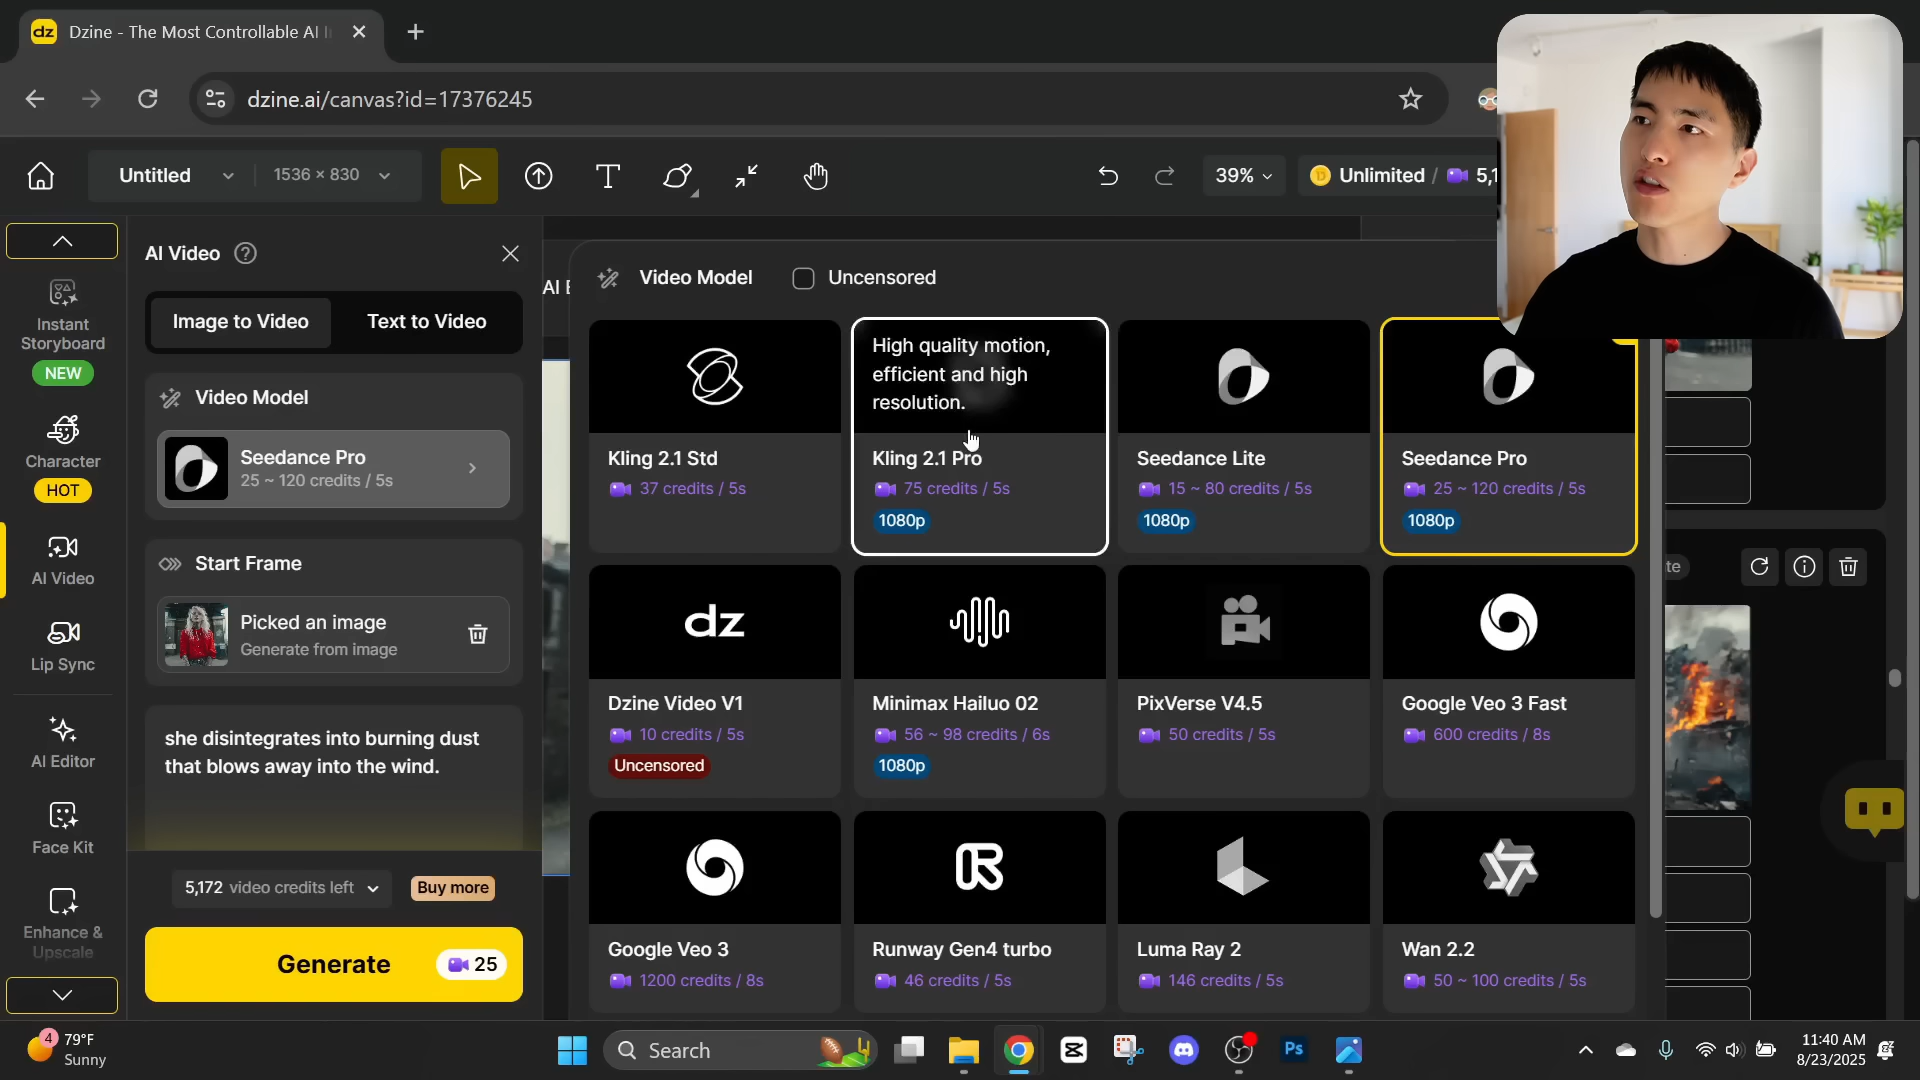 dz Dzine - The Most Controllable AI I
dzine.ai/canvas?id=17376245
Untitled
1536 × 830
T
39%
Unlimited / 5,1
Instant
Storyboard
NEW
Character
HOT
AI Video
Lip Sync
AI Editor
Face Kit
Enhance &
Upscale
AI Video ?
Image to Video
Text to Video
Video Model
Seedance Pro
25 ~ 120 credits / 5s
Start Frame
Picked an image
Generate from image
she disintegrates into burning dust
that blows away into the wind.
5,172 video credits left
Buy more
Generate 25
AI E
Video Model
Uncensored
High quality motion,
efficient and high
resolution.
Kling 2.1 Std
37 credits / 5s
Kling 2.1 Pro
75 credits / 5s
1080p
Seedance Lite
15 ~ 80 credits / 5s
1080p
Seedance Pro
25 ~ 120 credits / 5s
1080p
dz
Dzine Video V1
10 credits / 5s
Uncensored
Minimax Hailuo 02
56 ~ 98 credits / 6s
1080p
PixVerse V4.5
50 credits / 5s
Google Veo 3 Fast
600 credits / 8s
Google Veo 3
1200 credits / 8s
Runway Gen4 turbo
46 credits / 5s
Luma Ray 2
146 credits / 5s
Wan 2.2
50 ~ 100 credits / 5s
te
4
79°F
Sunny
Search
Ps
11:40 AM
8/23/2025